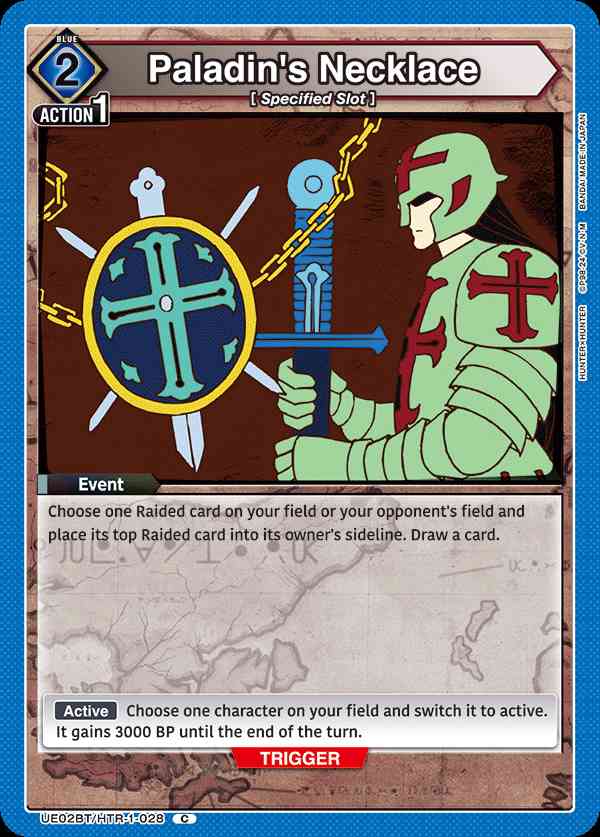 BLUE
2
Paladin's Necklace
[ Specified Slot ]
ACTION 1
Event
Choose one Raided card on your field or your opponent's field and
place its top Raided card into its owner's sideline. Draw a card.
Active Choose one character on your field and switch it to active.
It gains 3000 BP until the end of the turn.
TRIGGER
UE02BT/HTR-1-028 C
HUNTER×HUNTER ©P98-24 ©V・N・M BANDAI MADE IN JAPAN